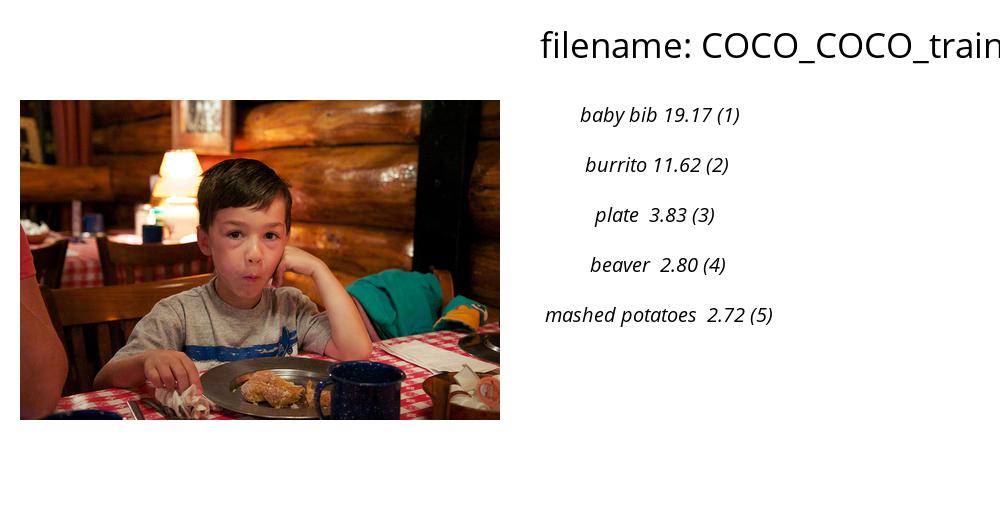 filename: COCO_COCO_train
baby bib 19.17 (1)
burrito 11.62 (2)
plate 3.83 (3)
beaver 2.80 (4)
mashed potatoes 2.72 (5)